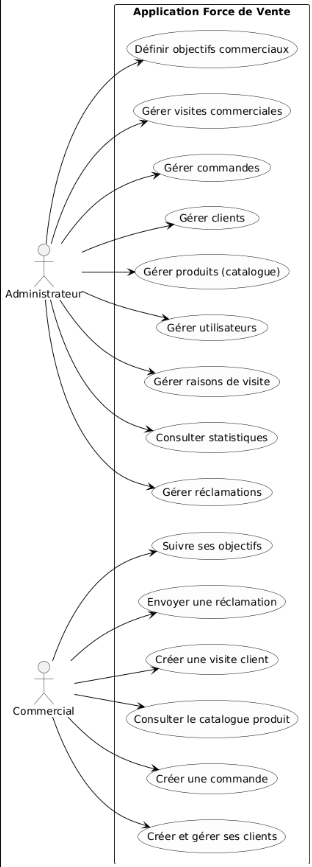 Application Force de Vente
Définir objectifs commerciaux
Gérer visites commerciales
Gérer commandes
Gérer clients
Gérer produits (catalogue)
Administrateur
Gérer utilisateurs
Gérer raisons de visite
Consulter statistiques
Gérer réclamations
Suivre ses objectifs
Envoyer une réclamation
Créer une visite client
Commercial
Consulter le catalogue produit
Créer une commande
Créer et gérer ses clients